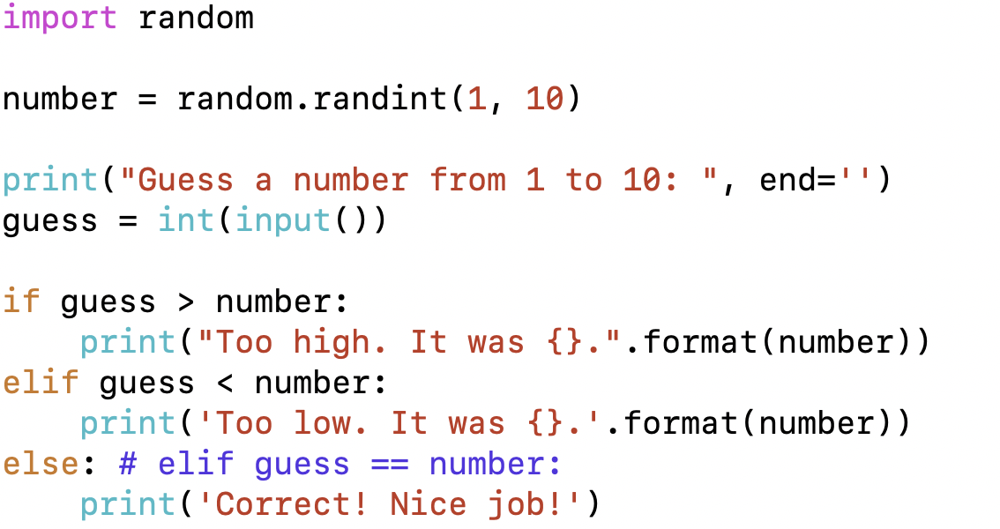 import random

number = random.randint(1, 10)

print("Guess a number from 1 to 10: ", end='')
guess = int(input())

if guess > number:
    print("Too high. It was {}.".format(number))
elif guess < number:
    print('Too low. It was {}.'.format(number))
else: # elif guess == number:
    print('Correct! Nice job!')